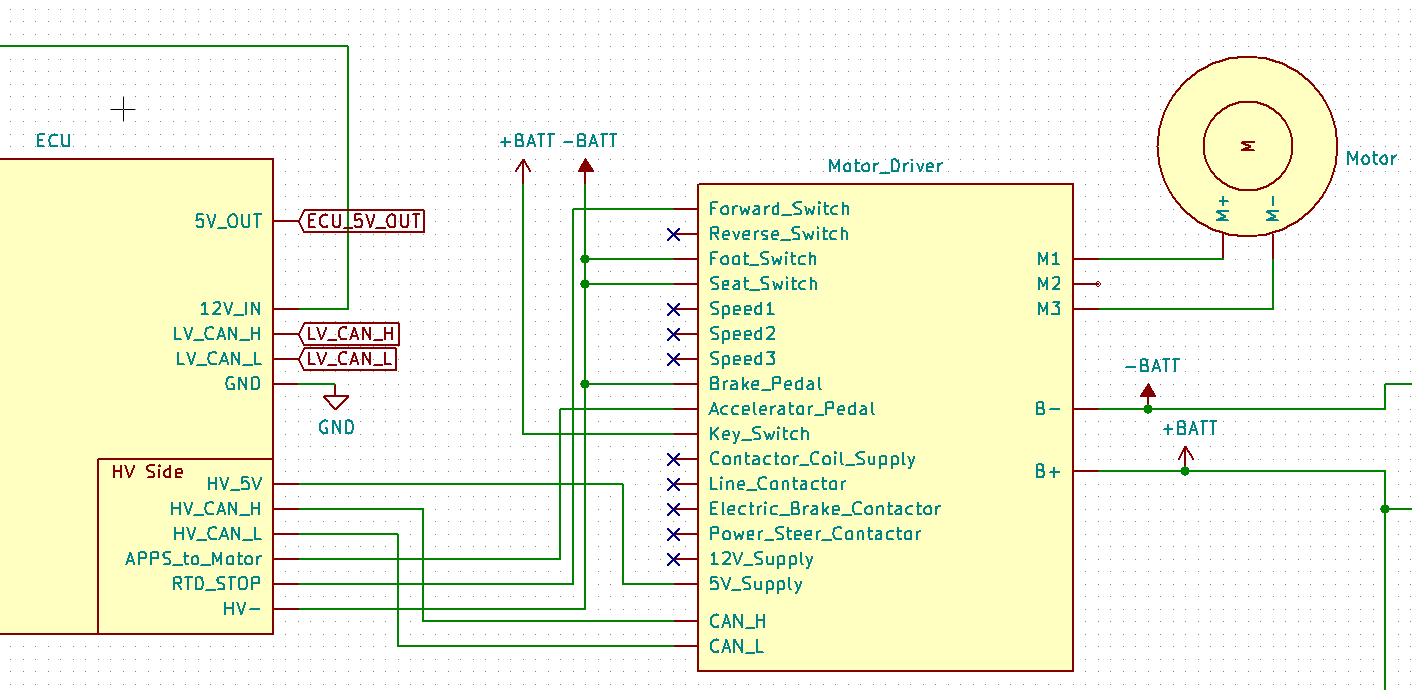 ECU
5V_OUT
ECU_5V_OUT
12V_IN
LV_CAN_H
LV_CAN_H
LV_CAN_L
LV_CAN_L
GND
GND
HV Side
HV_5V
HV_CAN_H
HV_CAN_L
APPS_to_Motor
RTD_STOP
HV-
+BATT
-BATT
Motor_Driver
Forward_Switch
Reverse_Switch
Foot_Switch
Seat_Switch
Speed1
Speed2
Speed3
Brake_Pedal
Accelerator_Pedal
Key_Switch
Contactor_Coil_Supply
Line_Contactor
Electric_Brake_Contactor
Power_Steer_Contactor
12V_Supply
5V_Supply
CAN_H
CAN_L
M1
M2
M3
B-
B+
M
Motor
M+
M-
-BATT
+BATT